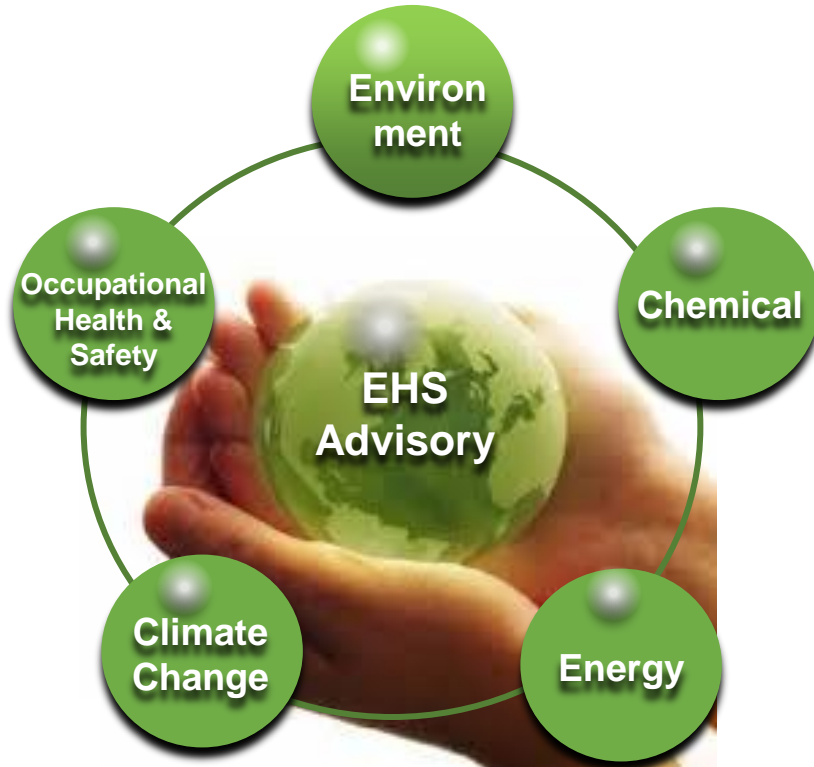 Environ
ment
Occupational
Health &
Safety
Chemical
EHS
Advisory
Climate
Change
Energy